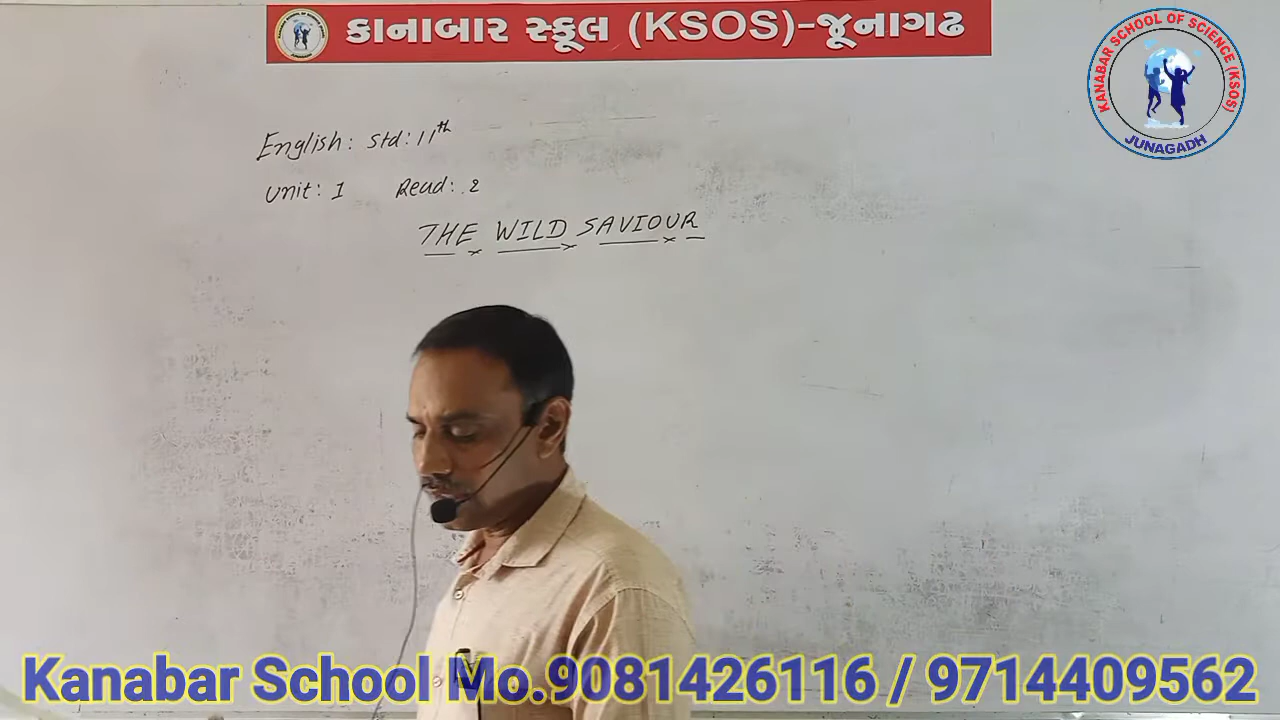 કાનાબાર સ્કૂલ (KSOS)-જૂનાગઢ
KANABAR SCHOOL OF SCIENCE (KSOS)
JUNAGADH
English: Std: 11th
Unit: 1 Read: 2
THE WILD SAVIOUR
Kanabar School Mo.9081426116 / 9714409562